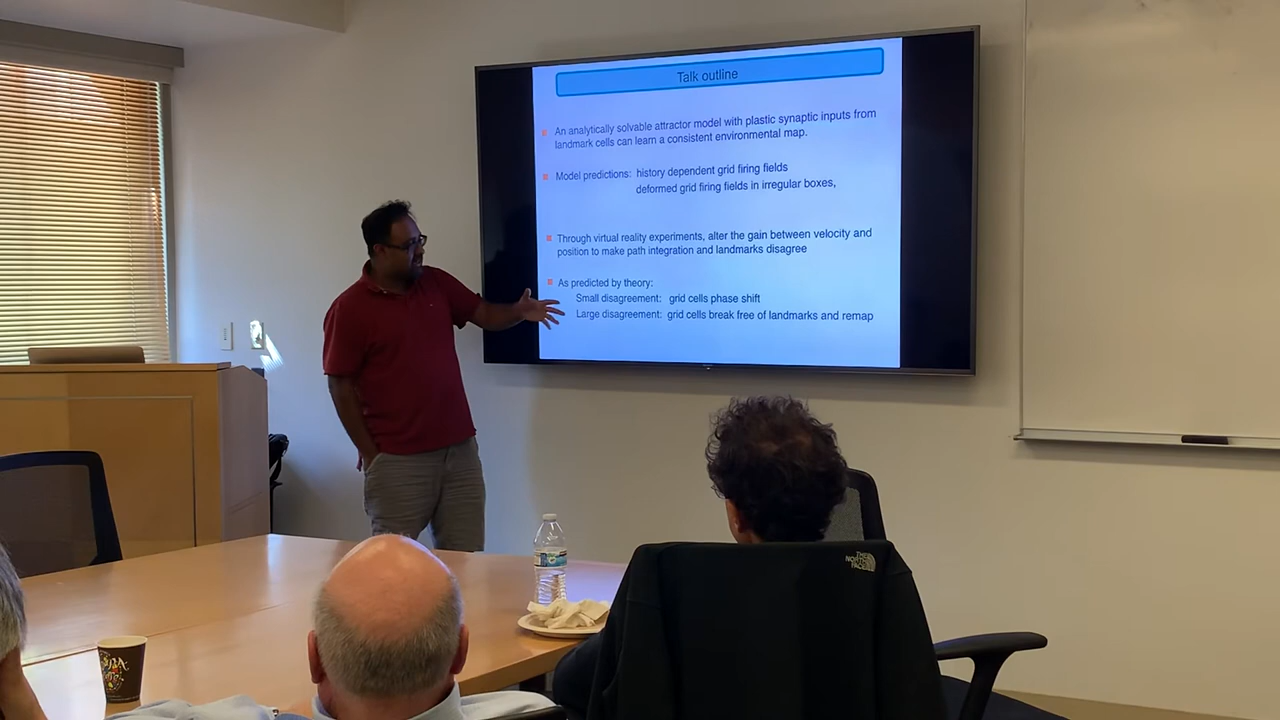 Talk outline
An analytically solvable attractor model with plastic synaptic inputs from
landmark cells can learn a consistent environmental map.
Model predictions: history dependent grid firing fields
deformed grid firing fields in irregular boxes,
Through virtual reality experiments, alter the gain between velocity and
position to make path integration and landmarks disagree
As predicted by theory:
Small disagreement: grid cells phase shift
Large disagreement: grid cells break free of landmarks and remap
THE
NORTH
FACE